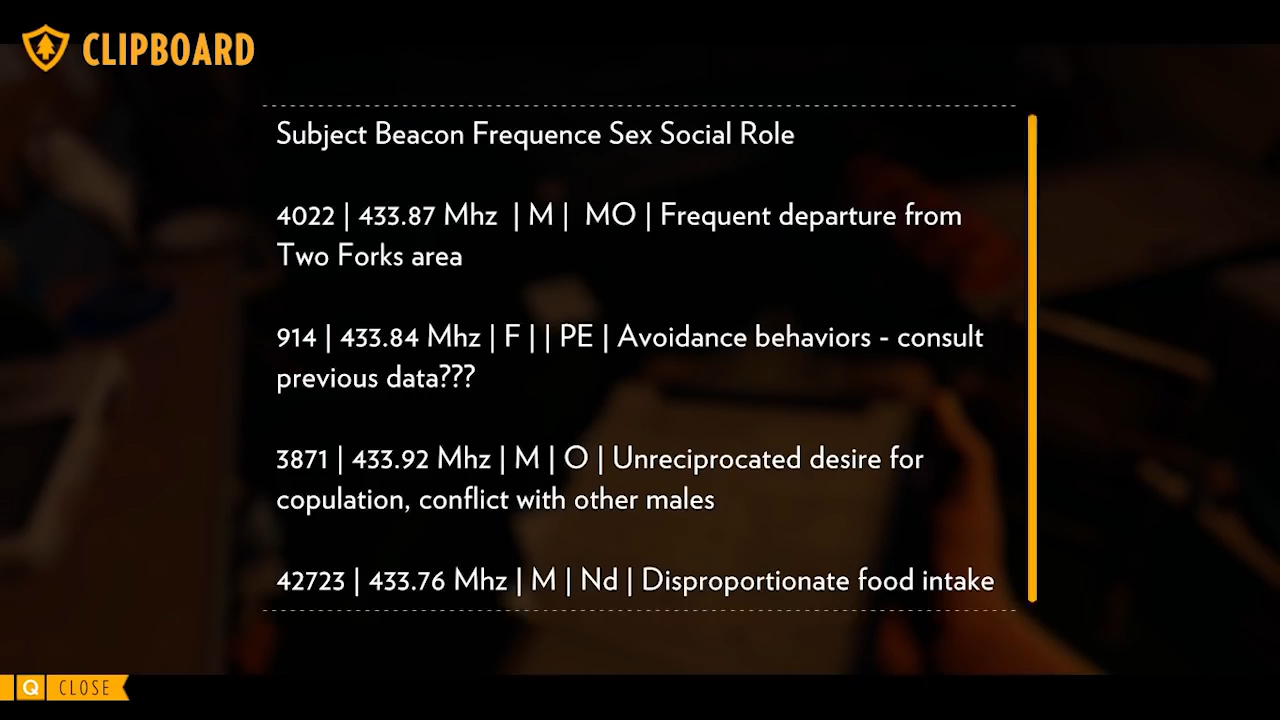 CLIPBOARD
Subject Beacon Frequence Sex Social Role
4022 | 433.87 Mhz | M | MO | Frequent departure from
Two Forks area
914 | 433.84 Mhz | F | | PE | Avoidance behaviors - consult
previous data???
3871 | 433.92 Mhz | M | O | Unreciprocated desire for
copulation, conflict with other males
42723 | 433.76 Mhz | M | Nd | Disproportionate food intake
Q CLOSE